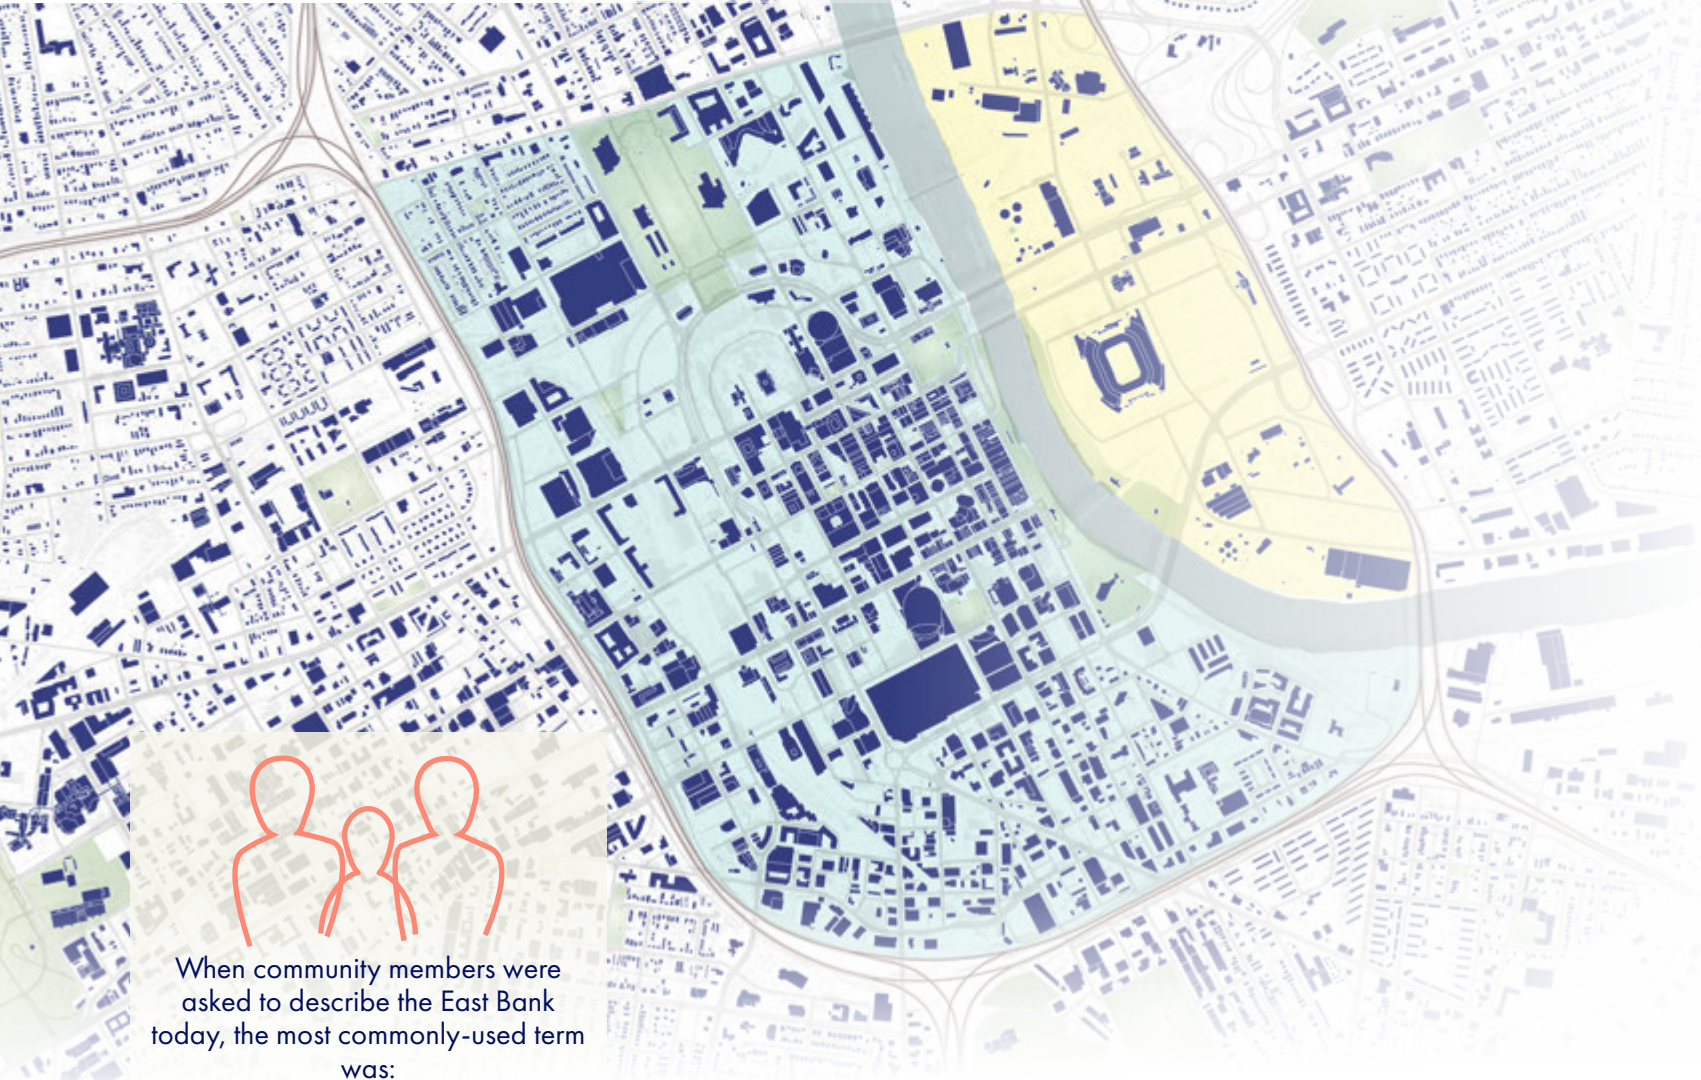 When community members were
asked to describe the East Bank
today, the most commonly-used term
was: